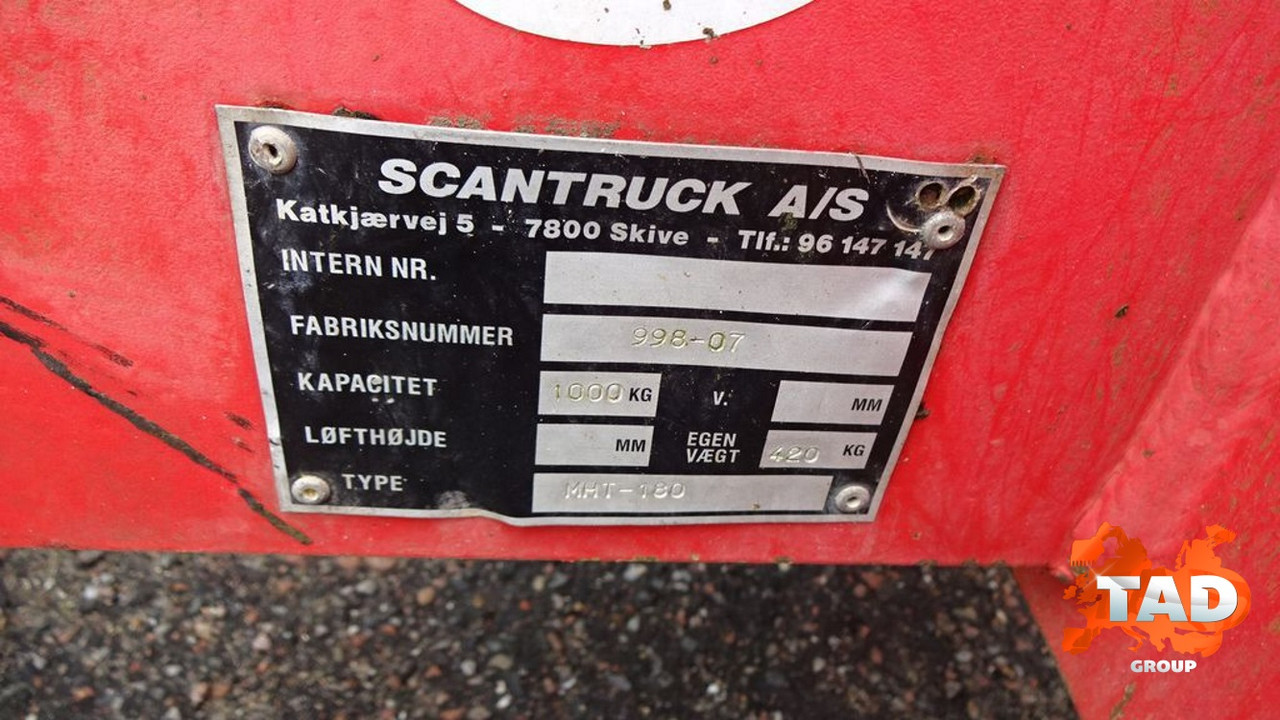 SCANTRUCK A/S
Katkjærvej 5 - 7800 Skive - Tlf.: 96 147 147
INTERN NR.
FABRIKSNUMMER 998-07
KAPACITET 1000 KG V. MM
LØFTHØJDE MM EGEN VÆGT 420 KG
TYPE MHT-180
TAD
GROUP